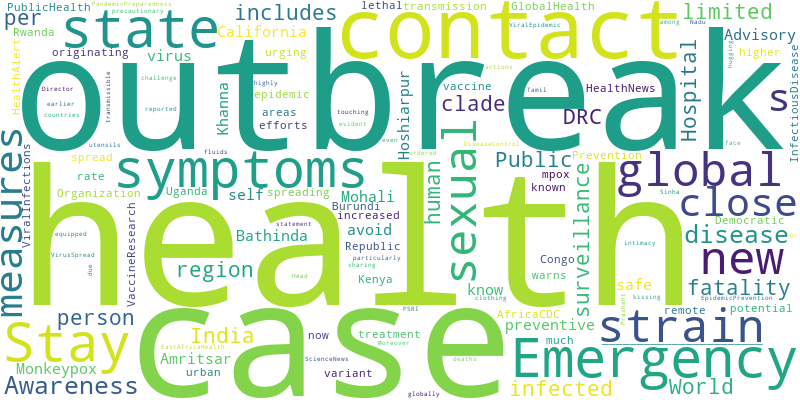 PublicHealth
PandemicPreparedness
lethal
transmission
GlobalHealth
per
state
includes
precautionary
contact
ViralEpidemic
among
Nadu
limited
Rwanda
California
Advisory
originating
virus
urging
higher
HealthAlert
outbreak
hugging
Director
challenge
highly
actions
earlier
transmissible
reported
Khanna
epidemic
areas
efforts
touching
evident
Hoshiarpur
vaccine
clade
Tamil
HealthNews
DRC
s
Hospital
InfectiousDisease
countries
utensils
fluids
even
DiseaseControl
ordered
face
measures
spread
symptoms
sexual
Public
Prevention
global
Organization
rate
Uganda
spreading
self
Mohali
human
mpox
known
Sinha
close
ViralInfections
health
Burundi
increased
statement
Democratic
VaccineResearch
Bathinda
avoid
Republic
surveillance
disease
new
equipped
VirusSpread
due
region
Head
particularly
sharing
Kenya
know
clothing
Congo
warns
intimacy
safe
fatality
kissing
EpidemicPrevention
Stay
person
case
India
now
PSRI
AfricaCDC
preventive
Prashant
remote
potential
strain
EastAfricaHealth
Amritsar
Monkeypox
urban
ScienceNews
variant
treatment
Moreover
much
deaths
Emergency
World
Awareness
globally
infected